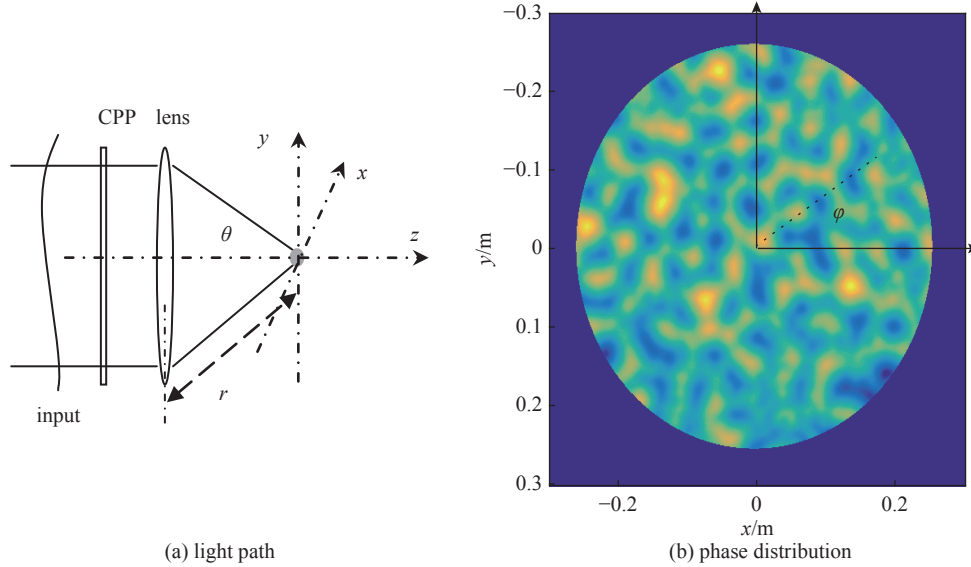 CPP
lens
y
x
θ
z
r
input
(a) light path
−0.3
−0.2
−0.1
0
0.1
0.2
0.3
y/m
φ
−0.2
0
0.2
x/m
(b) phase distribution